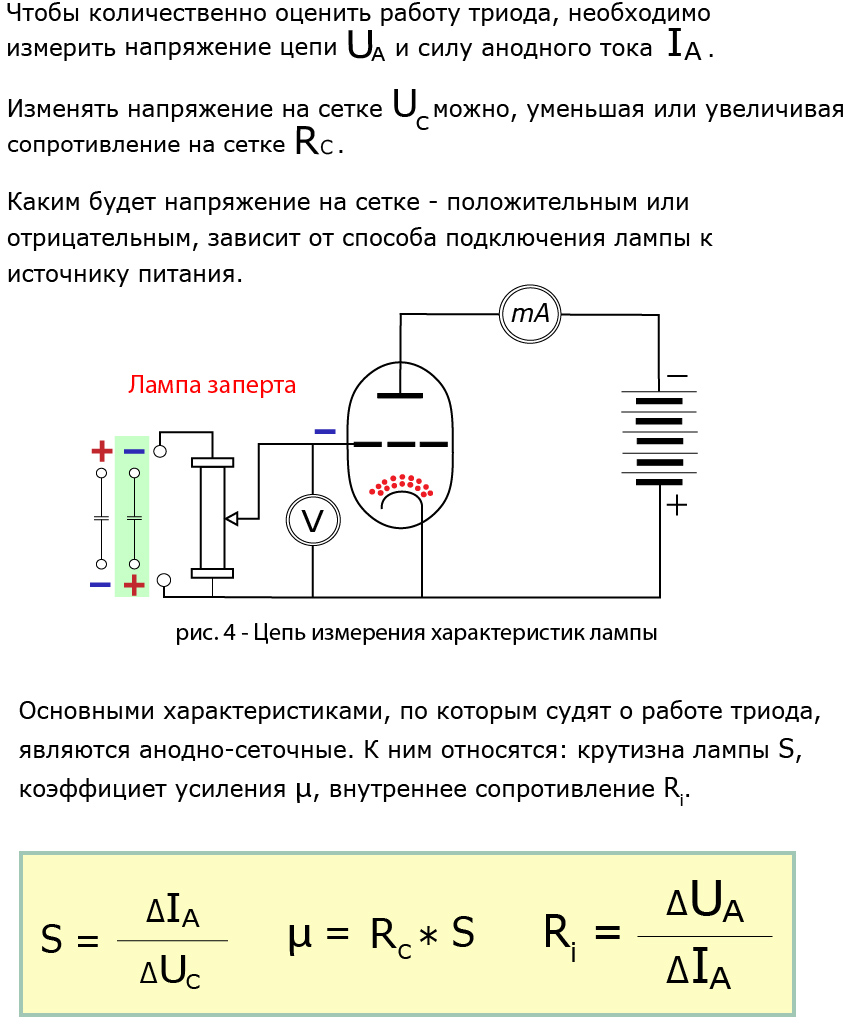 Чтобы количественно оценить работу триода, необходимо
измерить напряжение цепи UА и силу анодного тока IА.
Изменять напряжение на сетке Uс можно, уменьшая или увеличивая
сопротивление на сетке Rс.
Каким будет напряжение на сетке - положительным или
отрицательным, зависит от способа подключения лампы к
источнику питания.
mA
−
Лампа заперта
−
+ −
V
+
− +
рис. 4 - Цепь измерения характеристик лампы
Основными характеристиками, по которым судят о работе триода,
являются анодно-сеточные. К ним относятся: крутизна лампы S,
коэффициет усиления μ, внутреннее сопротивление Ri.
S = ΔIА / ΔUс
μ = Rс * S
Ri = ΔUА / ΔIА